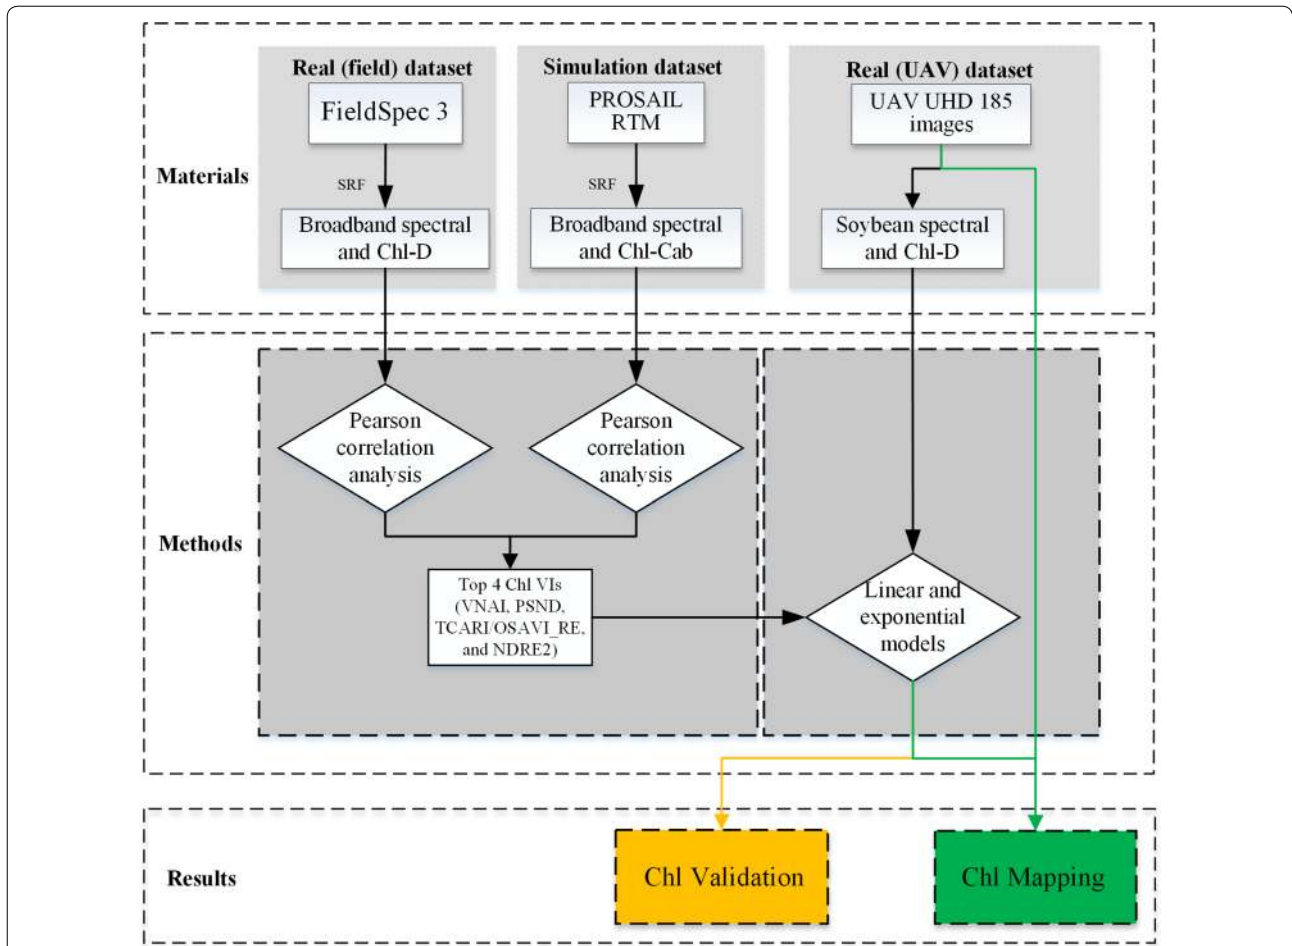 Materials
Real (field) dataset
FieldSpec 3
SRF
Broadband spectral
and Chl-D
Simulation dataset
PROSAIL
RTM
SRF
Broadband spectral
and Chl-Cab
Real (UAV) dataset
UAV UHD 185
images
Soybean spectral
and Chl-D
Methods
Pearson
correlation
analysis
Pearson
correlation
analysis
Top 4 Chl VIs
(VNAI, PSND,
TCARI/OSAVI_RE,
and NDRE2)
Linear and
exponential
models
Results
Chl Validation
Chl Mapping